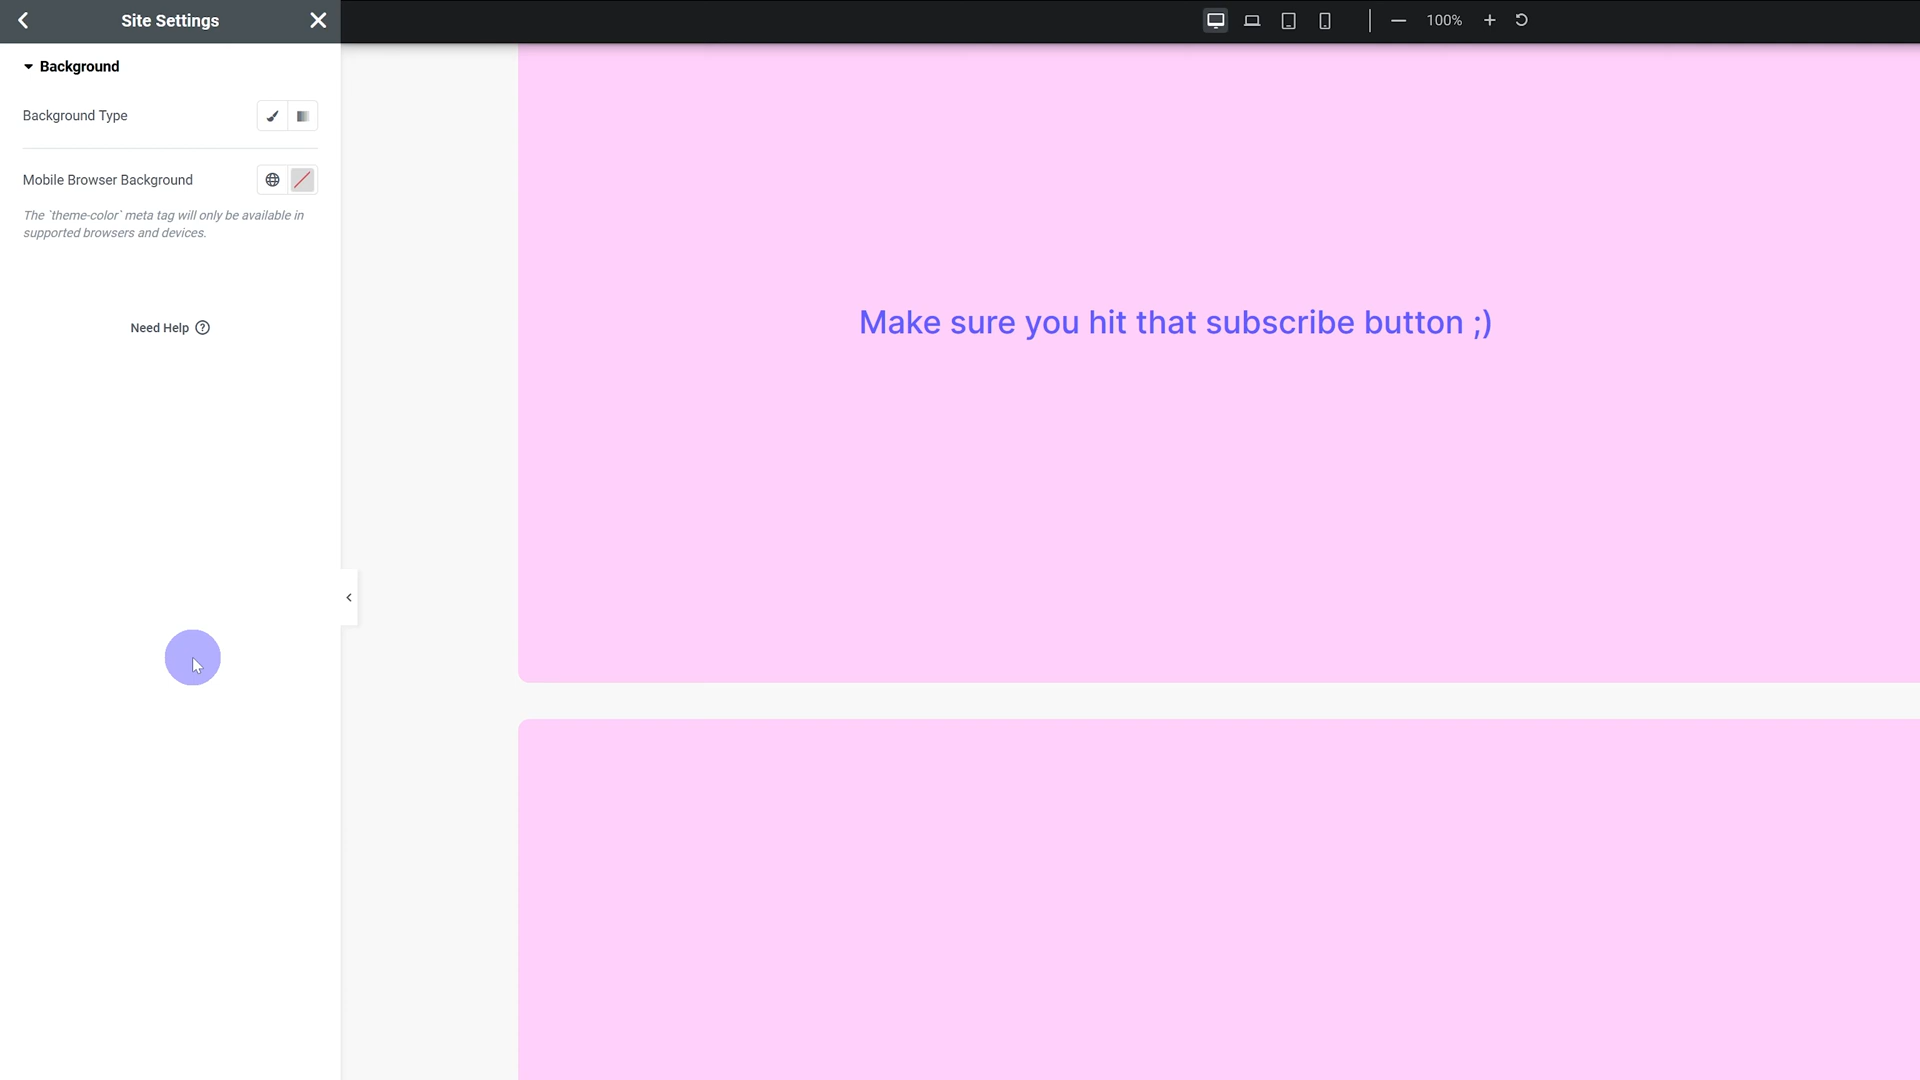 Site Settings
100%
Background
Background Type
Mobile Browser Background
The `theme-color` meta tag will only be available in
supported browsers and devices.
Need Help
Make sure you hit that subscribe button ;)